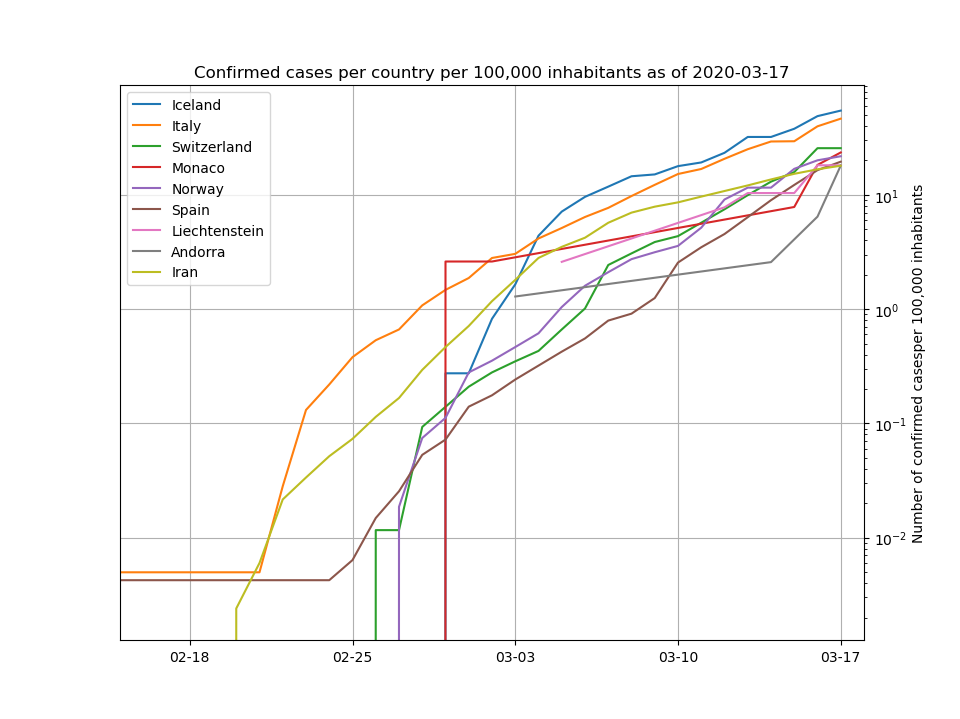 Confirmed cases per country per 100,000 inhabitants as of 2020-03-17
Iceland
Italy
Switzerland
Monaco
Norway
Spain
Liechtenstein
Andorra
Iran
10¹
10⁰
10⁻¹
10⁻²
Number of confirmed casesper 100,000 inhabitants
02-18
02-25
03-03
03-10
03-17